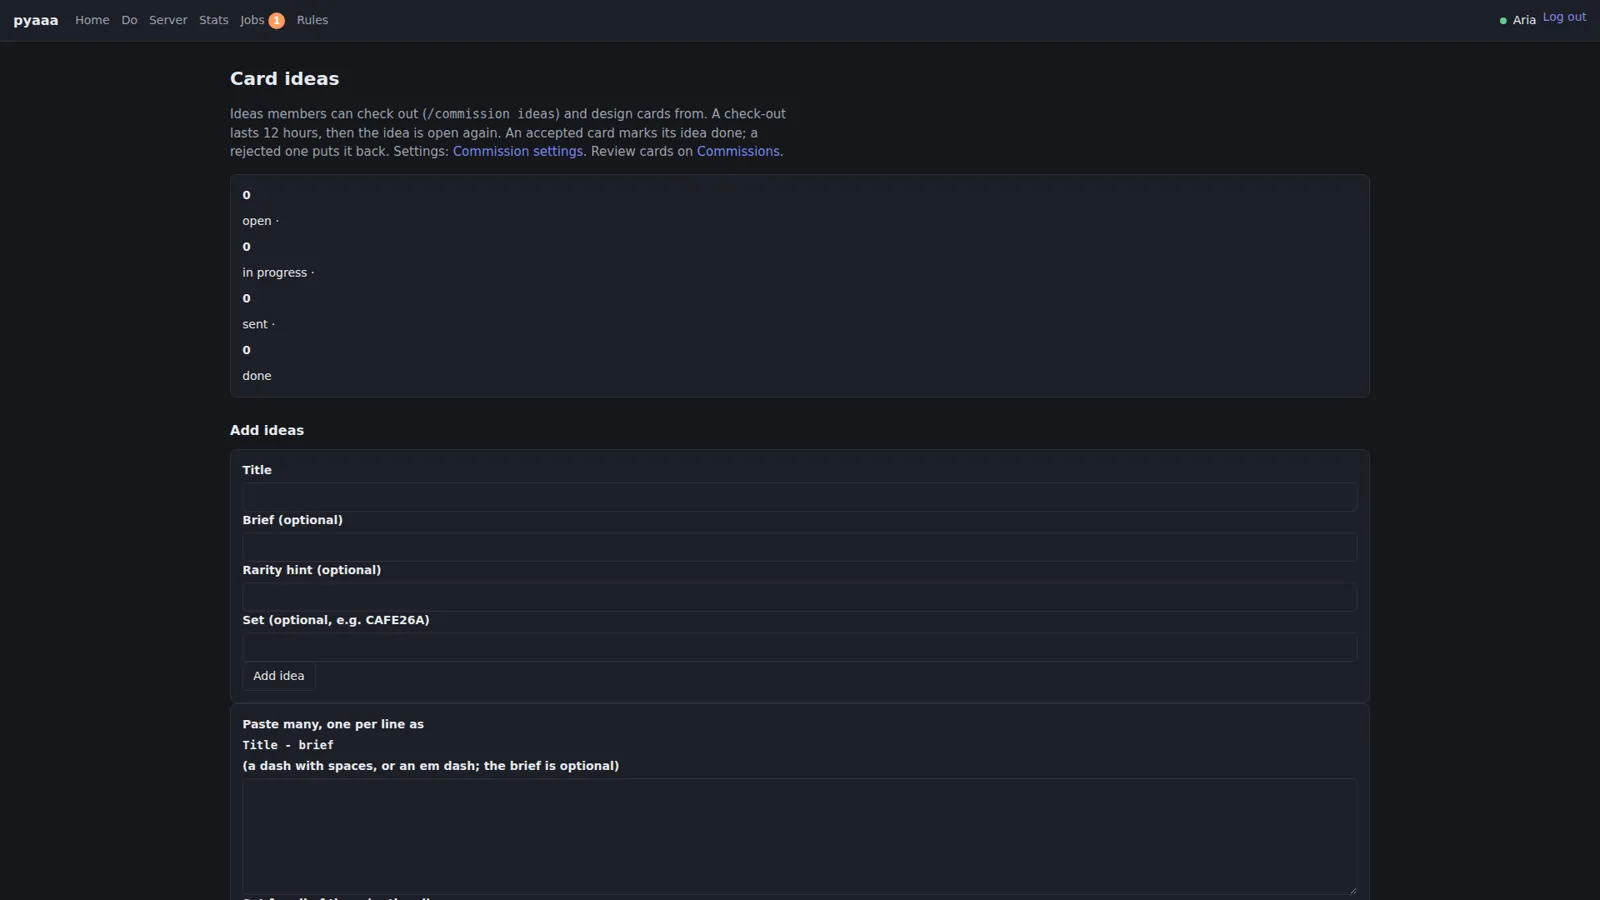 pyaaa Home Do Server Stats Jobs 1 Rules Aria Log out
Card ideas
Ideas members can check out (/commission ideas) and design cards from. A check-out
lasts 12 hours, then the idea is open again. An accepted card marks its idea done; a
rejected one puts it back. Settings: Commission settings. Review cards on Commissions.
0
open ·
0
in progress ·
0
sent ·
0
done
Add ideas
Title
Brief (optional)
Rarity hint (optional)
Set (optional, e.g. CAFE26A)
Add idea
Paste many, one per line as
Title - brief
(a dash with spaces, or an em dash; the brief is optional)